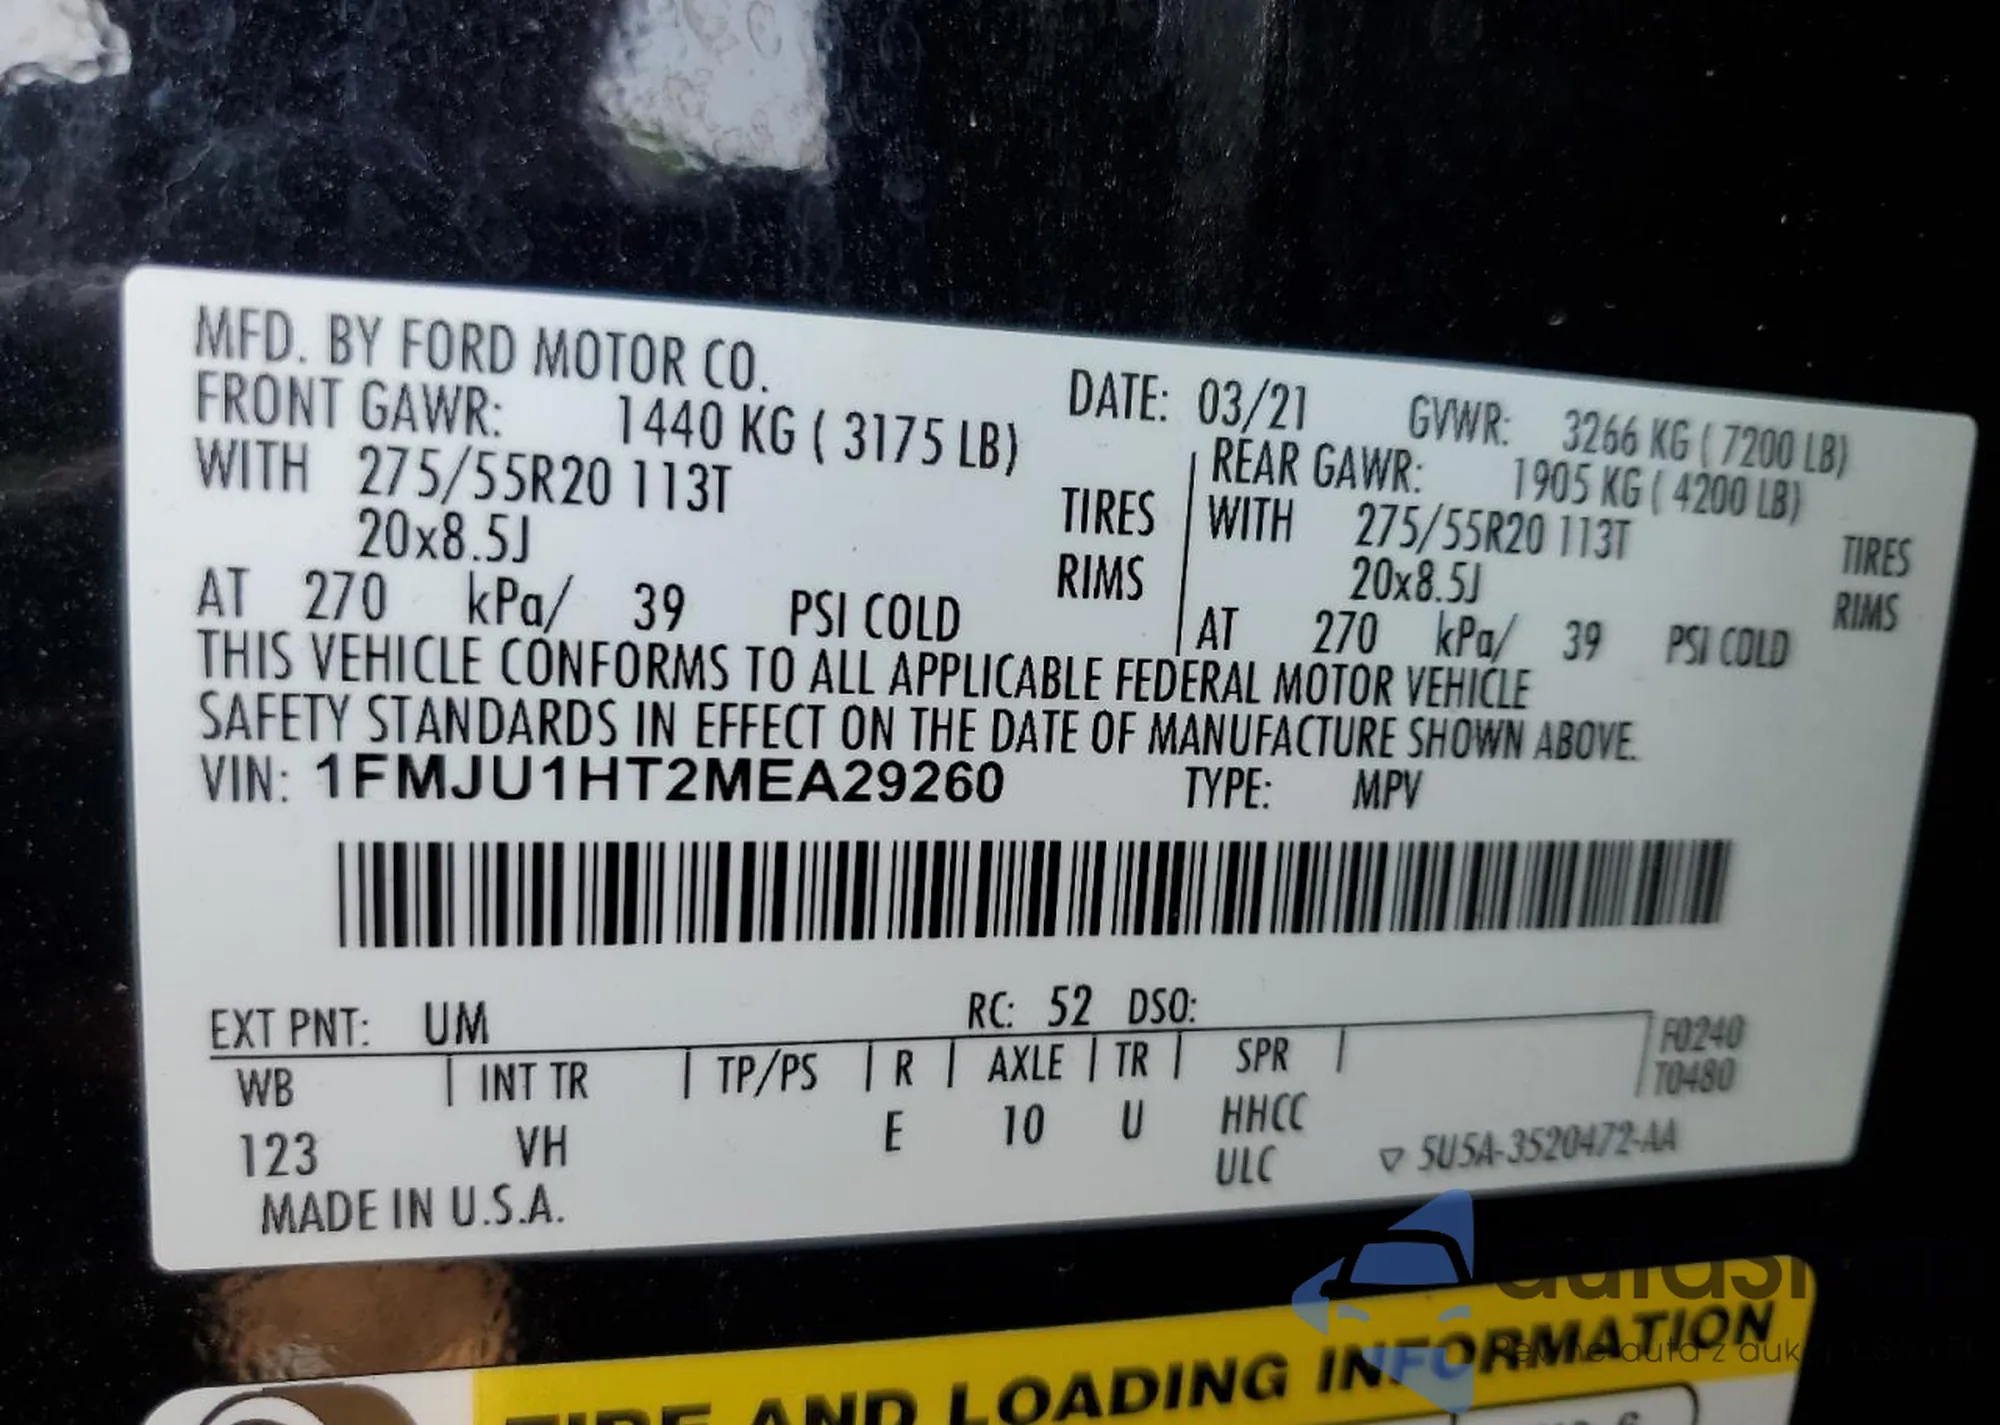 MFD. BY FORD MOTOR CO.
DATE: 03/21 GVWR: 3266 KG ( 7200 LB)
FRONT GAWR: 1440 KG ( 3175 LB)
WITH 275/55R20 113T TIRES
20x8.5J RIMS
AT 270 kPa/ 39 PSI COLD
REAR GAWR: 1905 KG ( 4200 LB)
WITH 275/55R20 113T TIRES
20x8.5J RIMS
AT 270 kPa/ 39 PSI COLD
THIS VEHICLE CONFORMS TO ALL APPLICABLE FEDERAL MOTOR VEHICLE
SAFETY STANDARDS IN EFFECT ON THE DATE OF MANUFACTURE SHOWN ABOVE.
VIN: 1FMJU1HT2MEA29260 TYPE: MPV
EXT PNT: UM RC: 52 DSO:
WB INT TR TP/PS R AXLE TR SPR F0240
T0480
123 VH E 10 U HHCC
ULC ▽ 5U5A-3520472-AA
MADE IN U.S.A.
TIRE AND LOADING INFORMATION
auta z